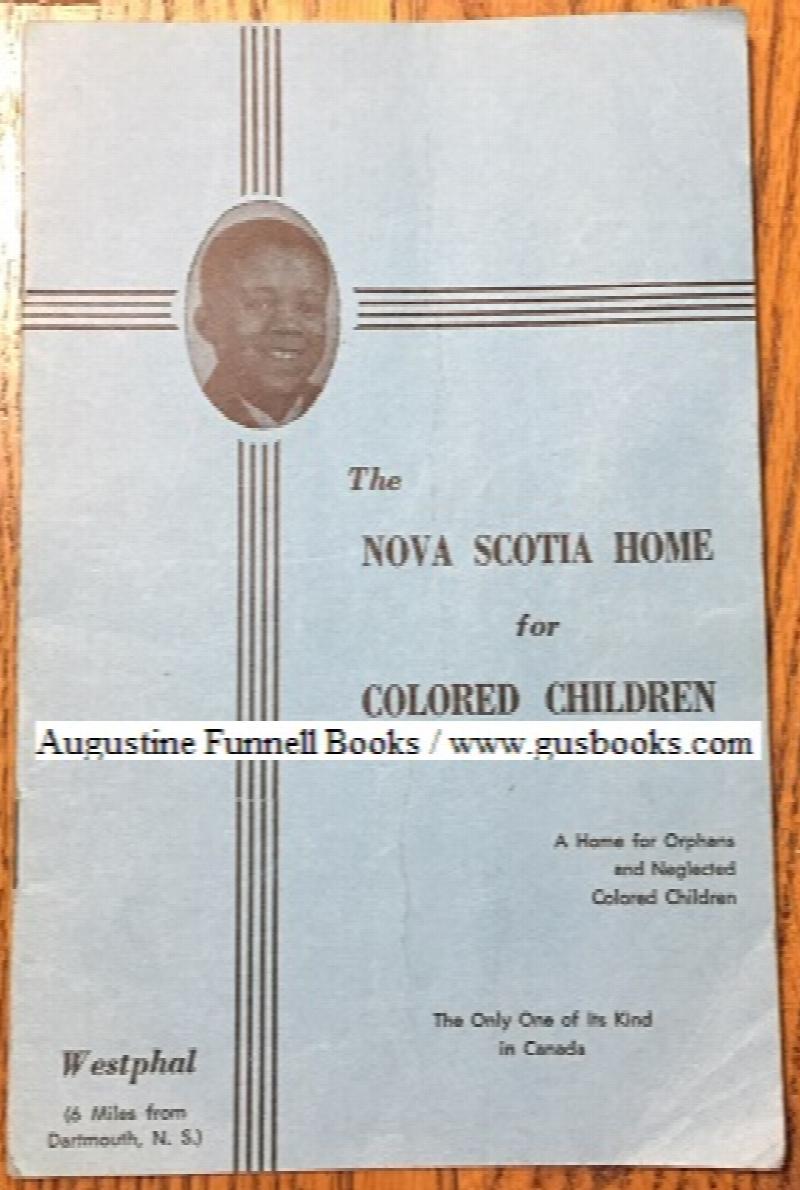 The
NOVA SCOTIA HOME
for
COLORED CHILDREN
Augustine Funnell Books / www.gusbooks.com
A Home for Orphans
and Neglected
Colored Children
The Only One of Its Kind
in Canada
Westphal
(6 Miles from
Dartmouth, N. S.)